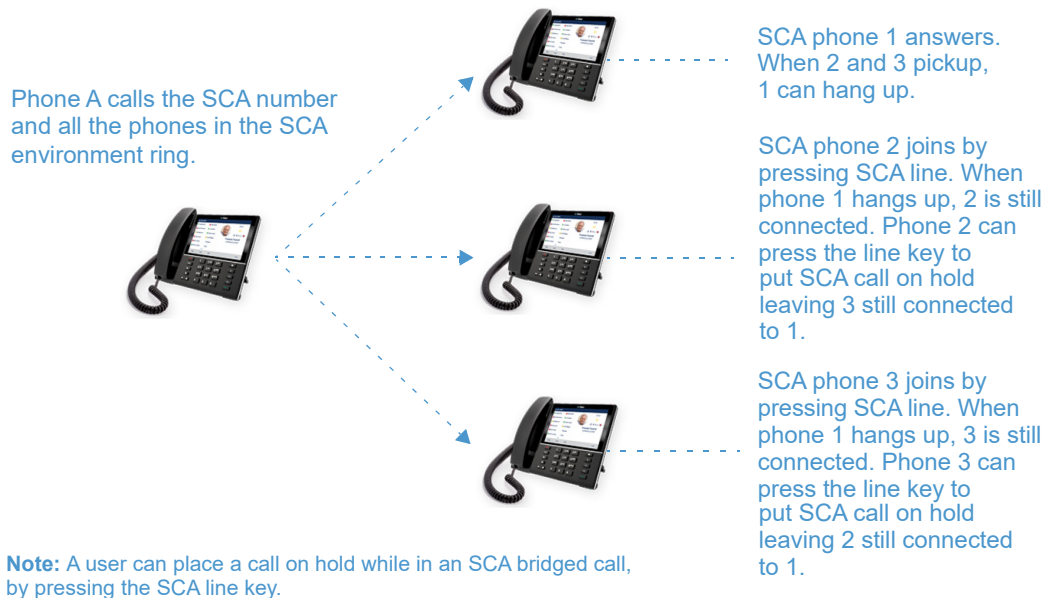 Phone A calls the SCA number
and all the phones in the SCA
environment ring.
SCA phone 1 answers.
When 2 and 3 pickup,
1 can hang up.
SCA phone 2 joins by
pressing SCA line. When
phone 1 hangs up, 2 is still
connected. Phone 2 can
press the line key to
put SCA call on hold
leaving 3 still connected
to 1.
SCA phone 3 joins by
pressing SCA line. When
phone 1 hangs up, 3 is still
connected. Phone 3 can
press the line key to
put SCA call on hold
leaving 2 still connected
to 1.
Note: A user can place a call on hold while in an SCA bridged call,
by pressing the SCA line key.